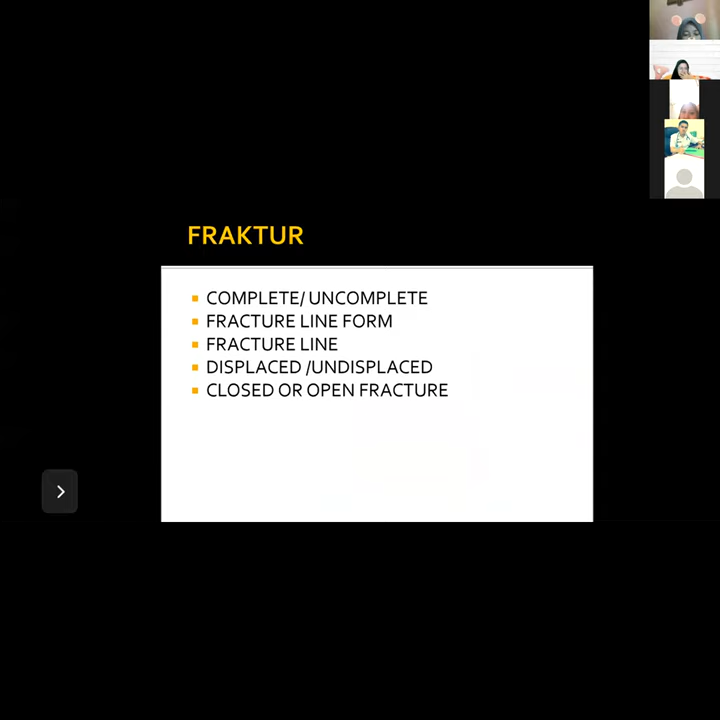 FRAKTUR
COMPLETE/ UNCOMPLETE
FRACTURE LINE FORM
FRACTURE LINE
DISPLACED /UNDISPLACED
CLOSED OR OPEN FRACTURE